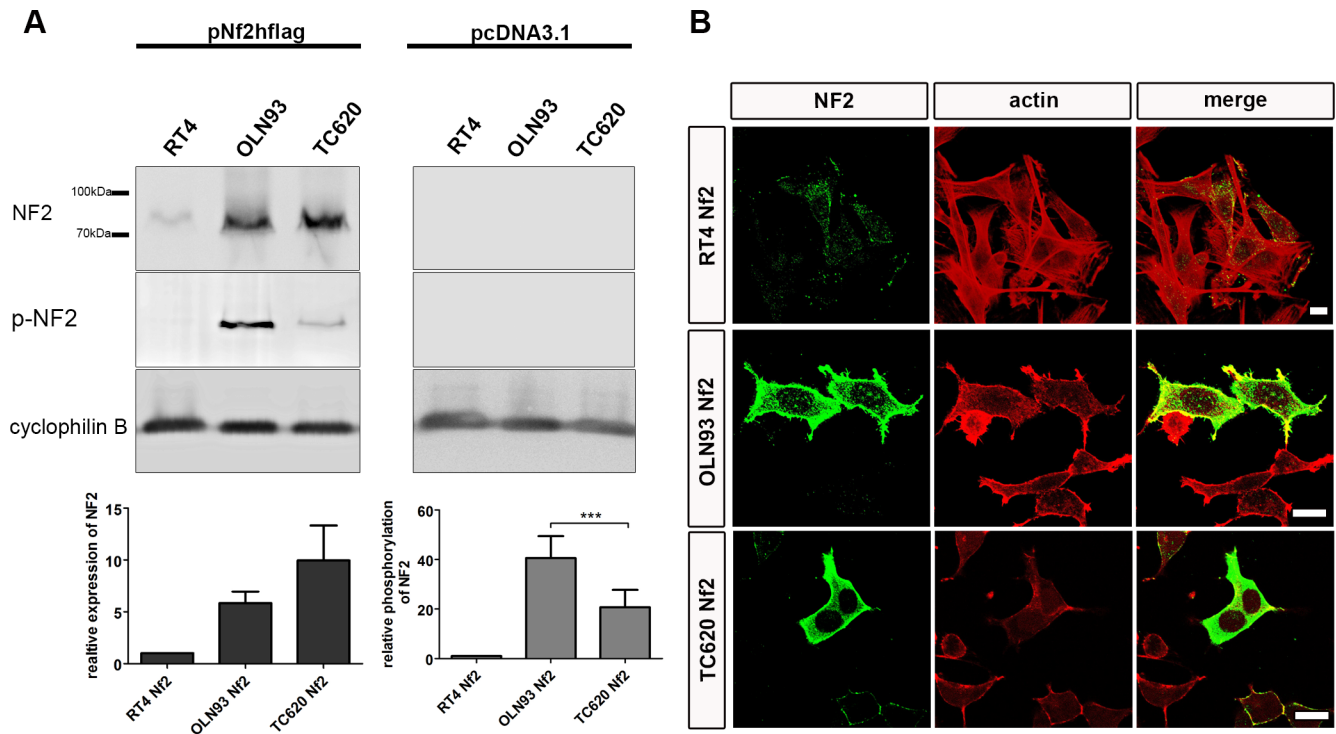 A
pNf2hflag
pcDNA3.1
RT4
OLN93
TC620
RT4
OLN93
TC620
100kDa
NF2
70kDa
p-NF2
cyclophilin B
realtive expression of NF2
15
10
5
0
RT4 Nf2
OLN93 Nf2
TC620 Nf2
relative phosphorylation
of NF2
60
40
20
0
***
RT4 Nf2
OLN93 Nf2
TC620 Nf2
B
NF2
actin
merge
RT4 Nf2
OLN93 Nf2
TC620 Nf2